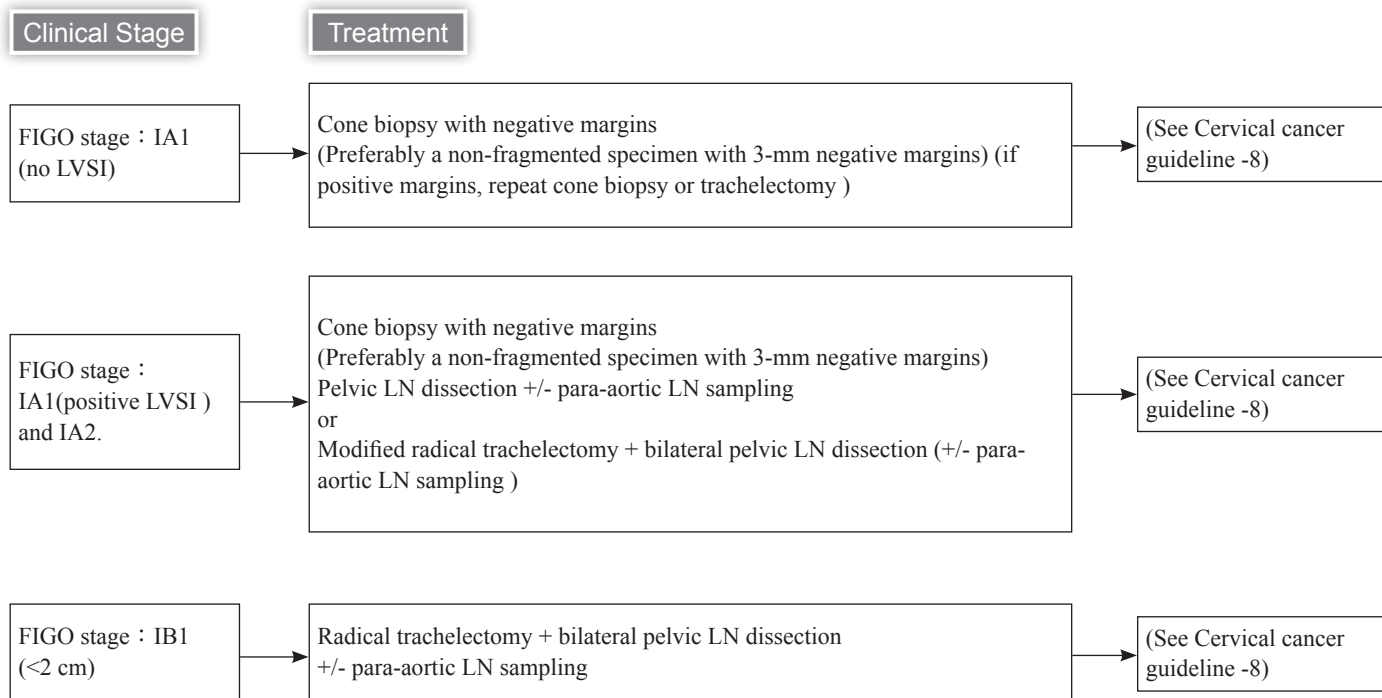 Clinical Stage
Treatment
FIGO stage：IA1
(no LVSI)
Cone biopsy with negative margins
(Preferably a non-fragmented specimen with 3-mm negative margins) (if
positive margins, repeat cone biopsy or trachelectomy )
(See Cervical cancer
guideline -8)
FIGO stage：
IA1(positive LVSI )
and IA2.
Cone biopsy with negative margins
(Preferably a non-fragmented specimen with 3-mm negative margins)
Pelvic LN dissection +/- para-aortic LN sampling
or
Modified radical trachelectomy + bilateral pelvic LN dissection (+/- para-
aortic LN sampling )
(See Cervical cancer
guideline -8)
FIGO stage：IB1
(<2 cm)
Radical trachelectomy + bilateral pelvic LN dissection
+/- para-aortic LN sampling
(See Cervical cancer
guideline -8)